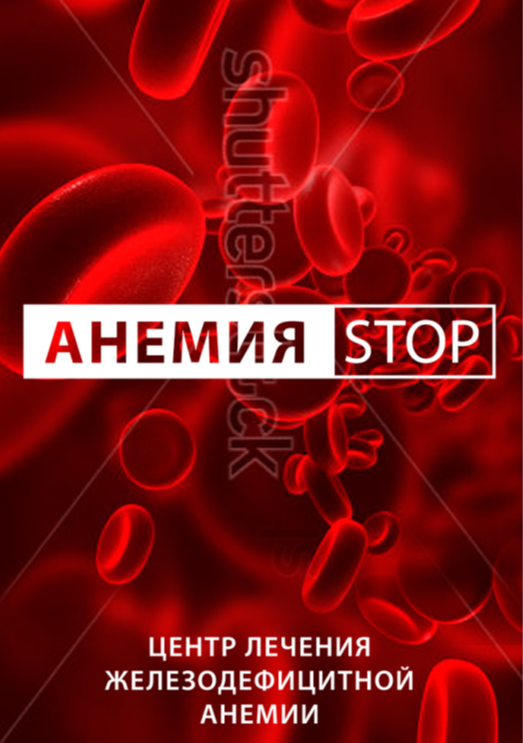 shutterstock
АНЕМИЯ STOP
ЦЕНТР ЛЕЧЕНИЯ
ЖЕЛЕЗОДЕФИЦИТНОЙ
АНЕМИИ